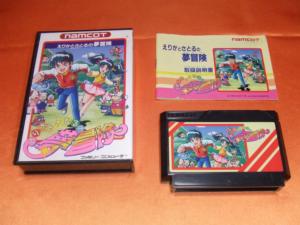 namcot
えりかとさとるの夢冒険
ファミリー コンピューター
namcot
えりかとさとるの
夢冒険
取扱説明書